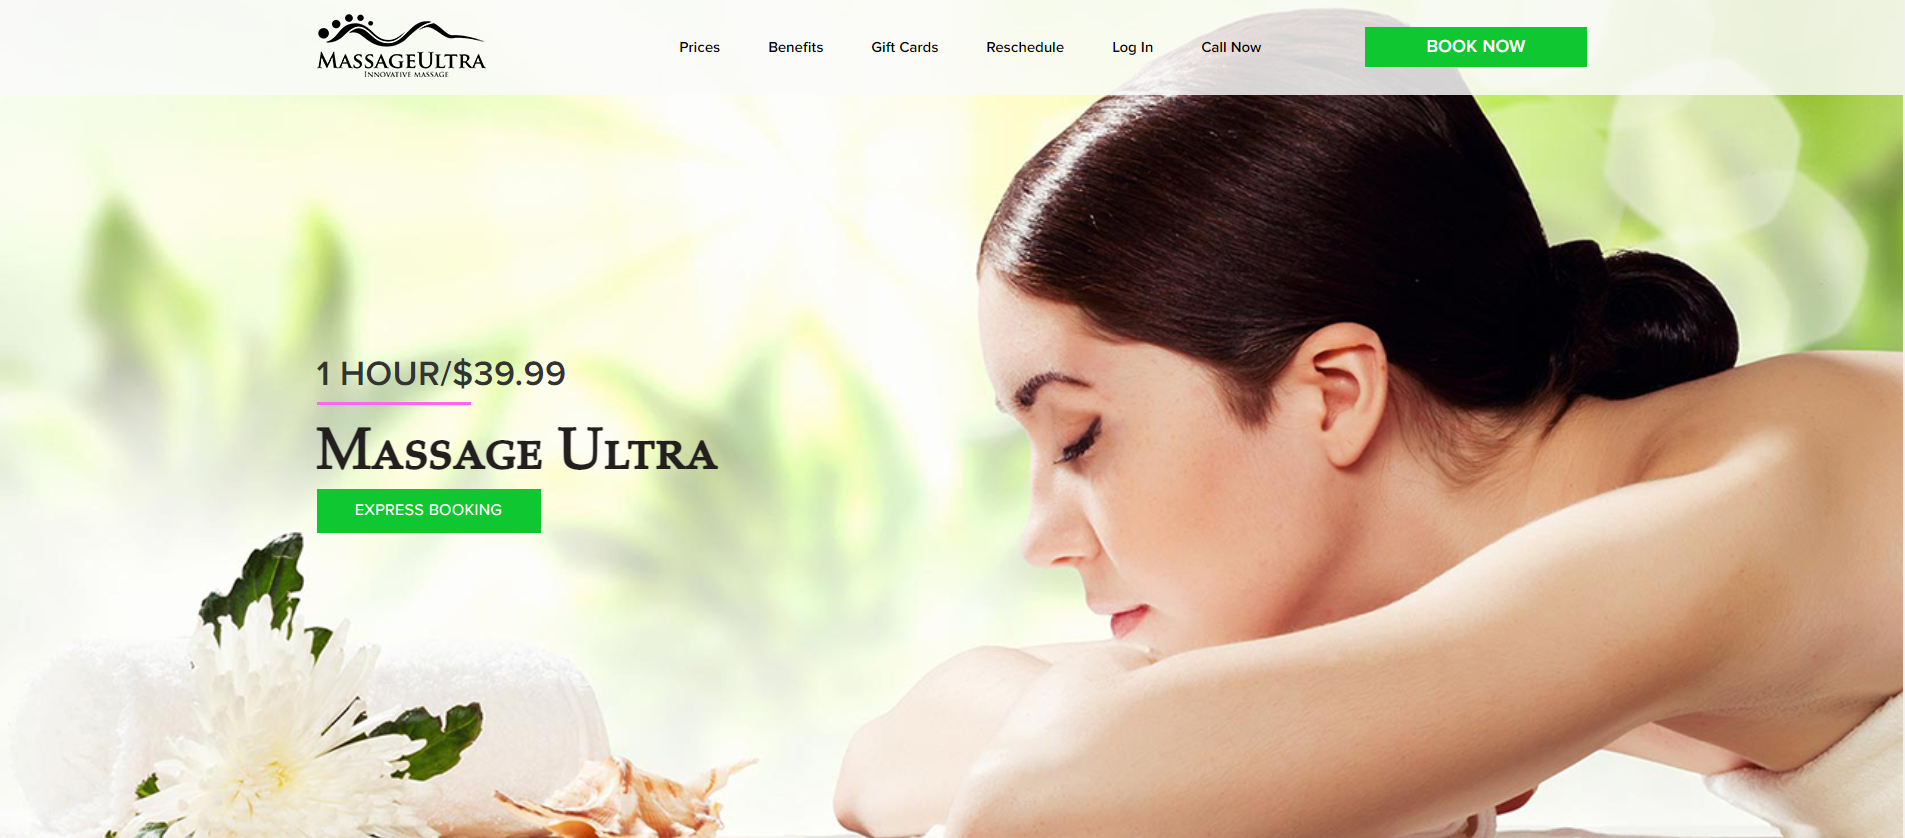 MassageUltra
Innovative massage
Prices
Benefits
Gift Cards
Reschedule
Log In
Call Now
BOOK NOW
1 HOUR/$39.99
Massage Ultra
EXPRESS BOOKING